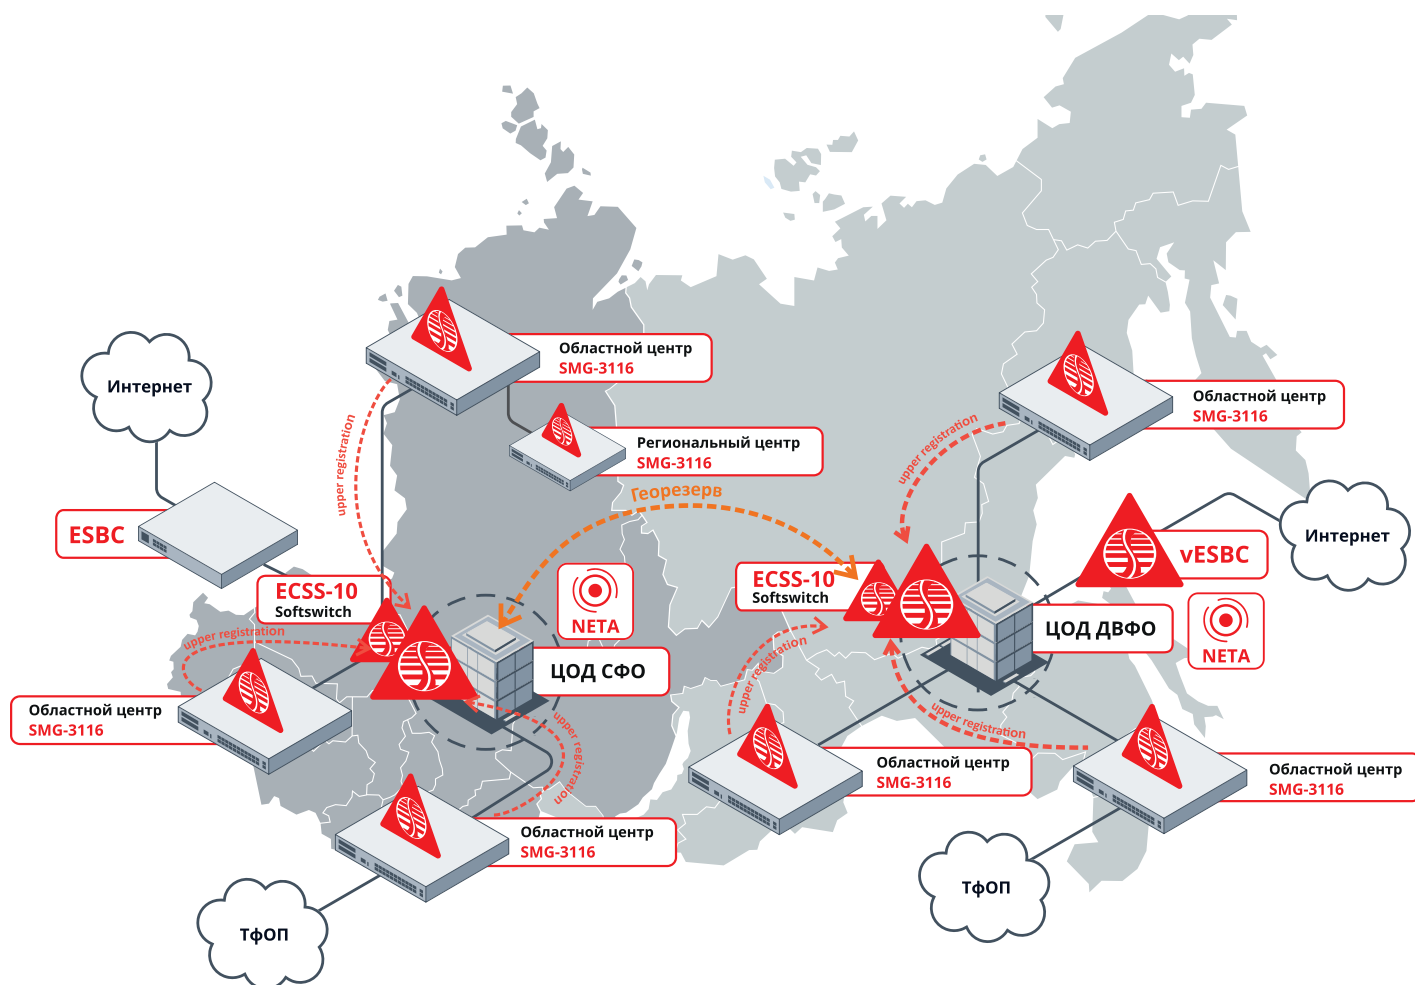 Областной центр
SMG-3116
Интернет
upper registration
Региональный центр
SMG-3116
Георезерв
ESBC
ECSS-10
Softswitch
NETA
upper registration
ЦОД СФО
Областной центр
SMG-3116
upper registration
Областной центр
SMG-3116
ТфОП
Областной центр
SMG-3116
upper registration
vESBC
Интернет
ECSS-10
Softswitch
ЦОД ДВФО
NETA
upper registration
upper registration
Областной центр
SMG-3116
Областной центр
SMG-3116
ТфОП